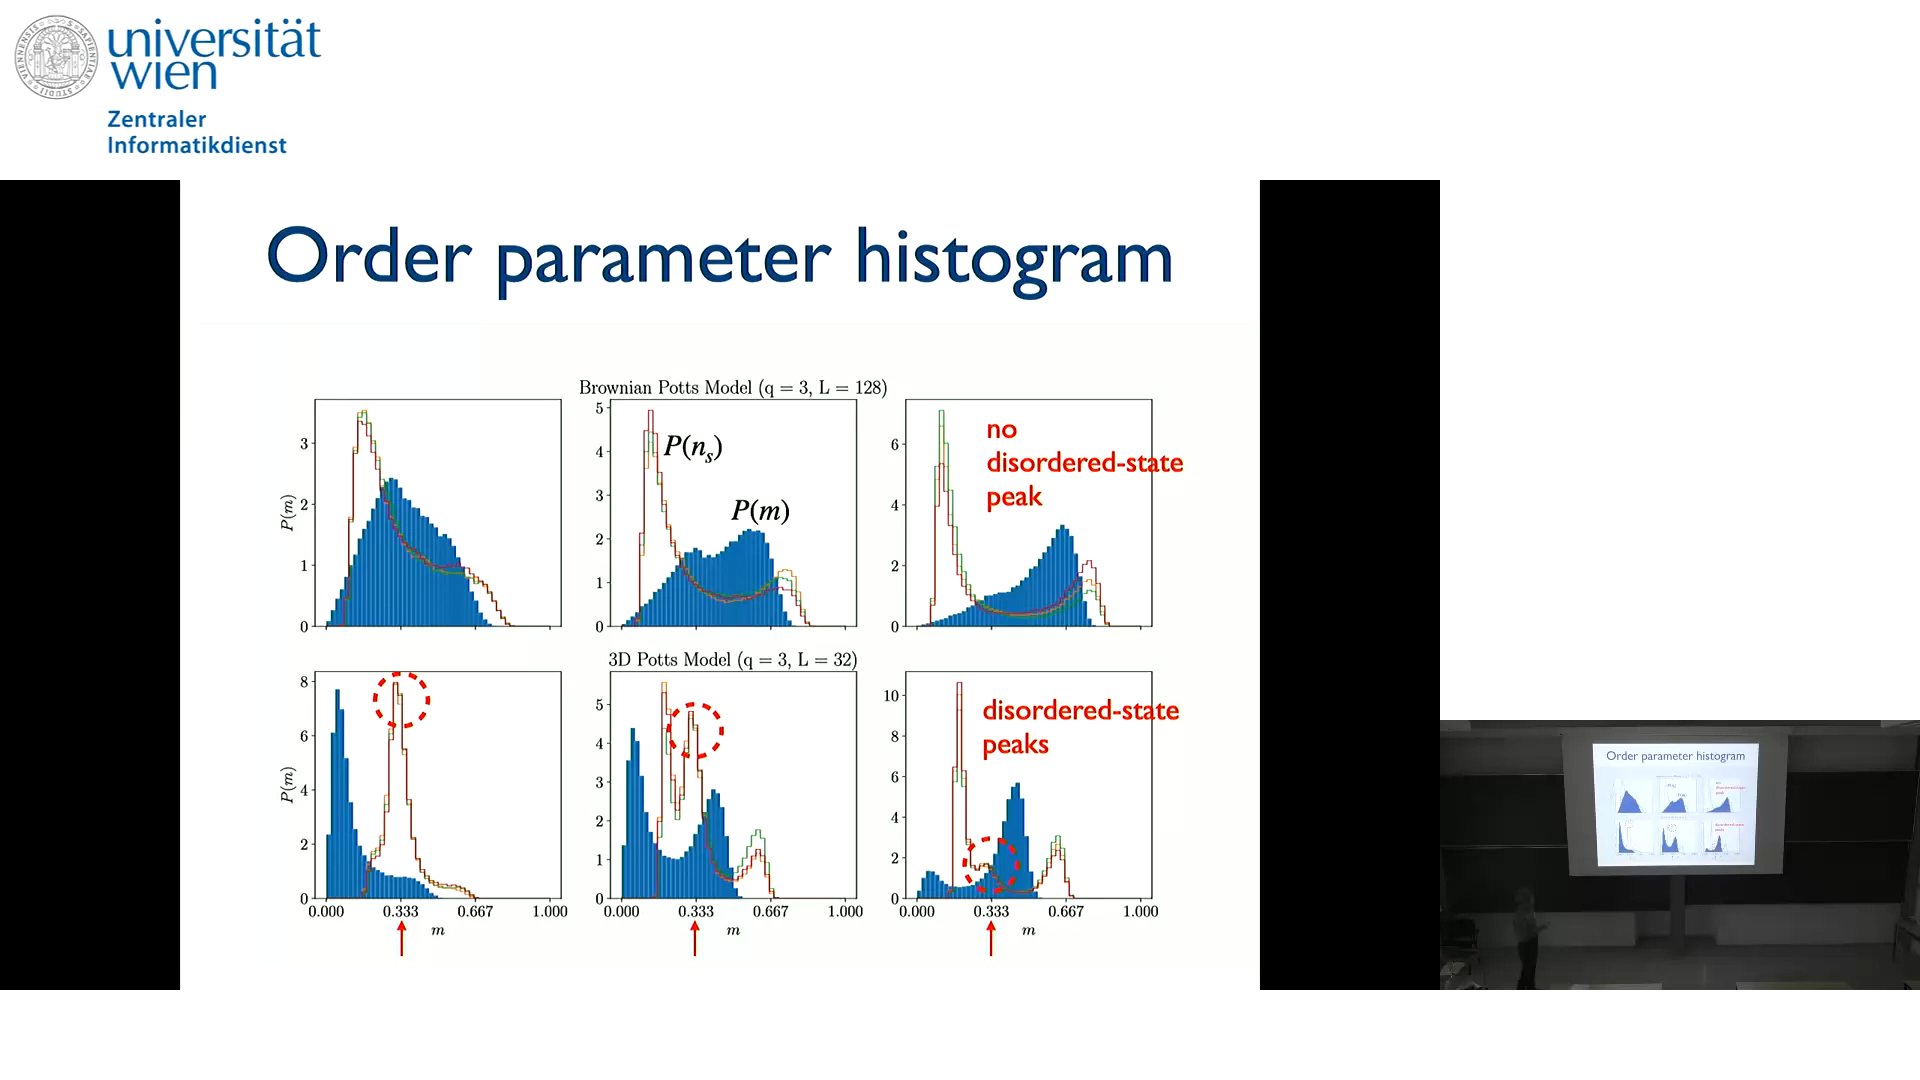 universität
wien
Zentraler
Informatikdienst
Order parameter histogram
Brownian Potts Model (q = 3, L = 128)
P(m)
3
2
1
0
5
4
3
2
1
0
P(n_s)
P(m)
6
4
2
0
no
disordered-state
peak
3D Potts Model (q = 3, L = 32)
P(m)
8
6
4
2
0
0.000 0.333 0.667 1.000
m
5
4
3
2
1
0
0.000 0.333 0.667 1.000
m
10
8
6
4
2
0
disordered-state
peaks
0.000 0.333 0.667 1.000
m
Order parameter histogram